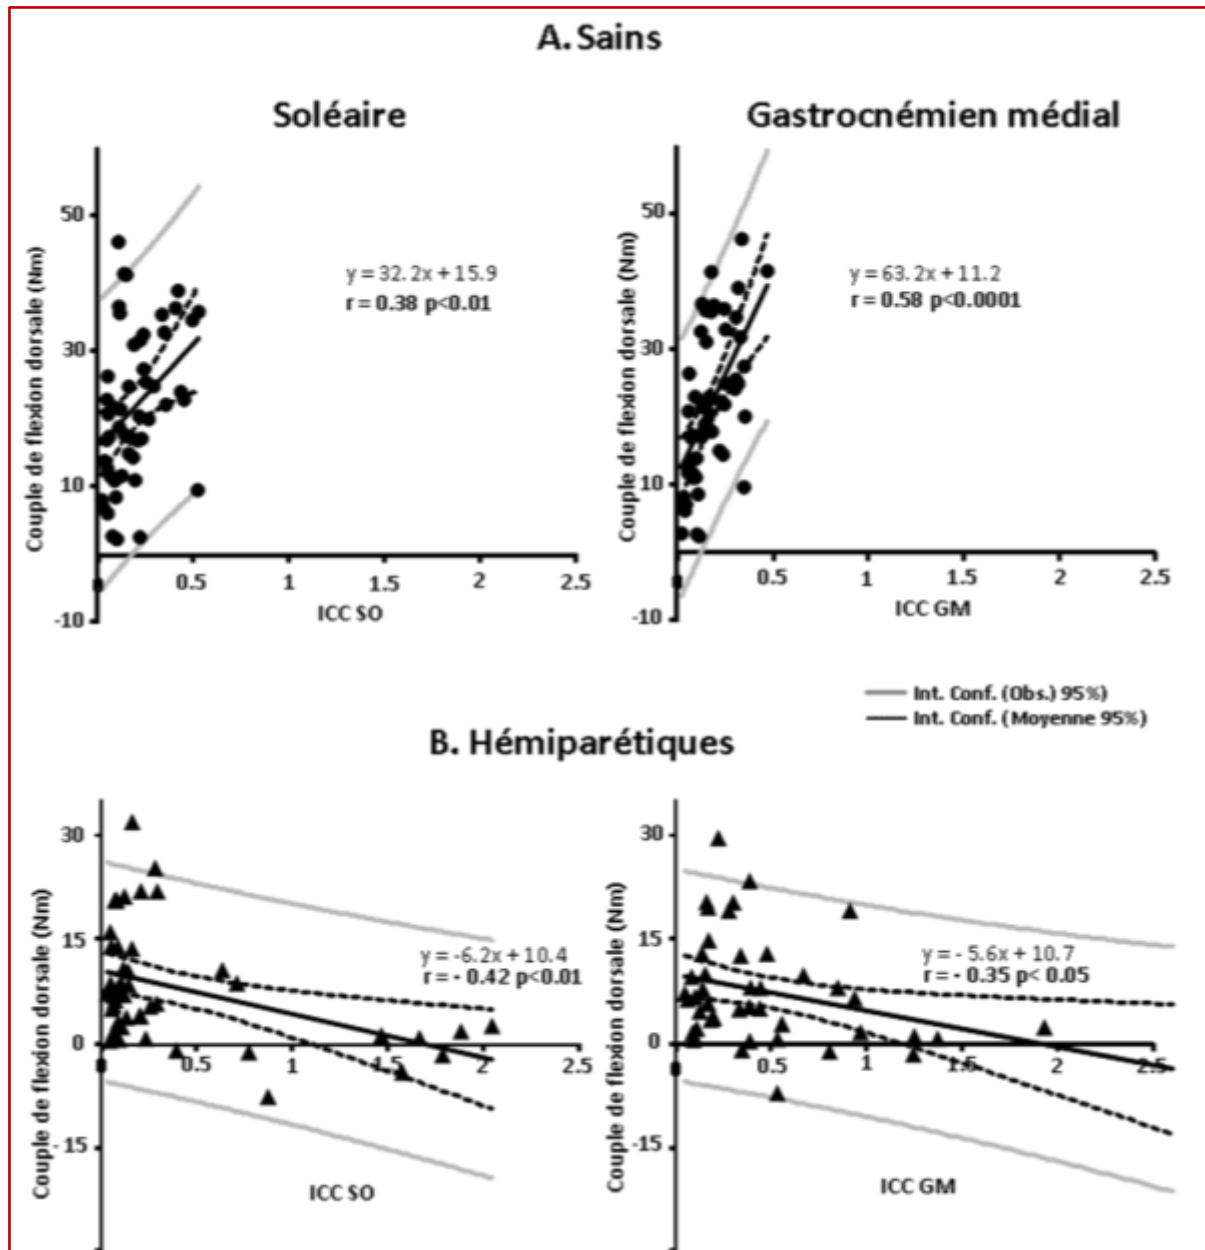 A. Sains
Soléaire
Gastrocnémien médial
Couple de flexion dorsale (Nm)
50
30
10
-10
0
0.5
1
1.5
2
2.5
y = 32.2x + 15.9
r = 0.38 p<0.01
ICC SO
Couple de flexion dorsale (Nm)
50
30
10
-10
0
0.5
1
1.5
2
2.5
y = 63.2x + 11.2
r = 0.58 p<0.0001
ICC GM
Int. Conf. (Obs.) 95%)
Int. Conf. (Moyenne 95%)
B. Hémiparétiques
Couple de flexion dorsale (Nm)
30
15
0
-15
0
0.5
1
1.5
2
2.5
y = -6.2x + 10.4
r = - 0.42 p<0.01
ICC SO
Couple de flexion dorsale (Nm)
30
15
0
-15
0
0.5
1
1.5
2
2.5
y = - 5.6x + 10.7
r = - 0.35 p< 0.05
ICC GM